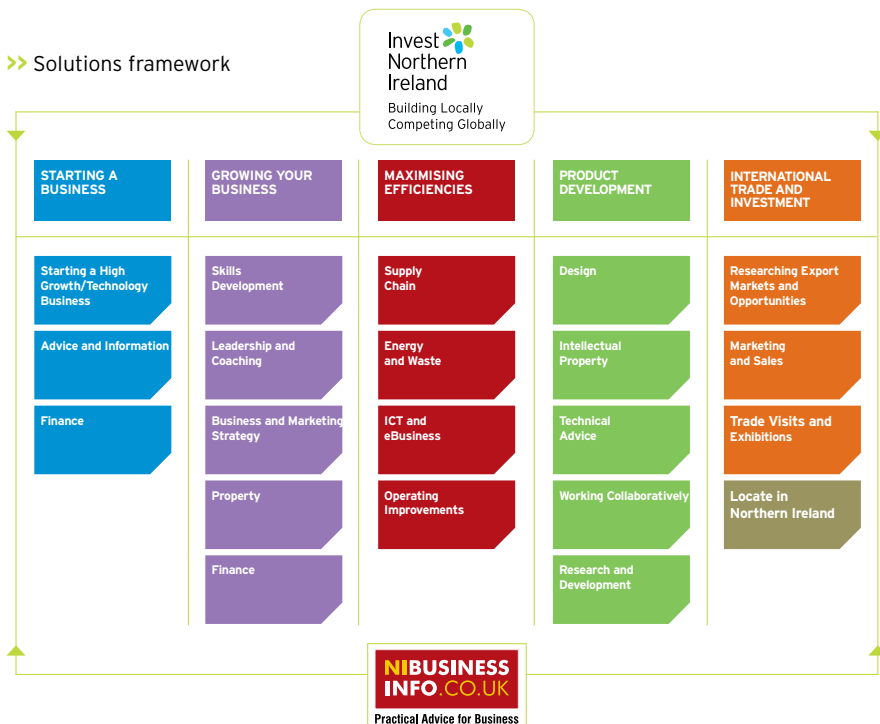 Invest
Northern
Ireland
Building Locally
Competing Globally
>> Solutions framework
STARTING A
BUSINESS
GROWING YOUR
BUSINESS
MAXIMISING
EFFICIENCIES
PRODUCT
DEVELOPMENT
INTERNATIONAL
TRADE AND
INVESTMENT
Starting a High
Growth/Technology
Business
Advice and Information
Finance
Skills
Development
Leadership and
Coaching
Business and Marketing
Strategy
Property
Finance
Supply
Chain
Energy
and Waste
ICT and
eBusiness
Operating
Improvements
Design
Intellectual
Property
Technical
Advice
Working Collaboratively
Research and
Development
Researching Export
Markets and
Opportunities
Marketing
and Sales
Trade Visits and
Exhibitions
Locate in
Northern Ireland
NIBUSINESS
INFO.CO.UK
Practical Advice for Business